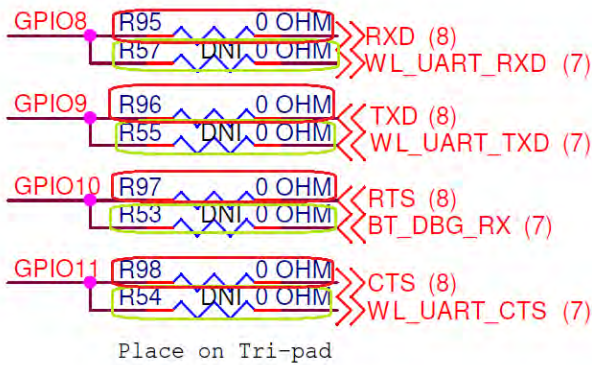 GPIO8 R95 0 OHM RXD (8)
R57 DNI 0 OHM WL_UART_RXD (7)
GPIO9 R96 0 OHM TXD (8)
R55 DNI 0 OHM WL_UART_TXD (7)
GPIO10 R97 0 OHM RTS (8)
R53 DNI 0 OHM BT_DBG_RX (7)
GPIO11 R98 0 OHM CTS (8)
R54 DNI 0 OHM WL_UART_CTS (7)
Place on Tri-pad